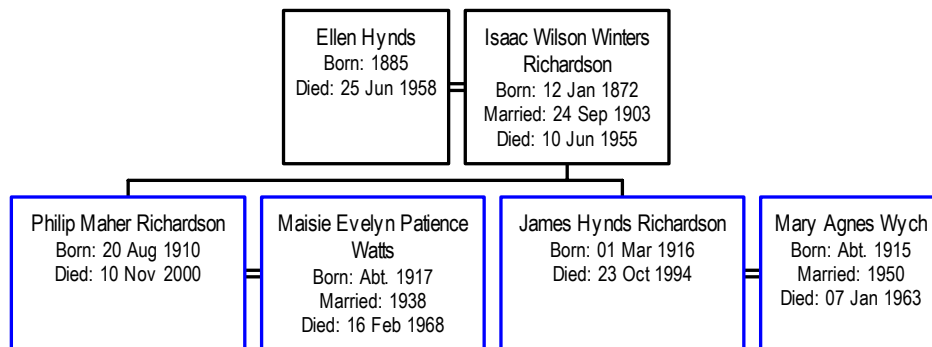 Ellen Hynds
Born: 1885
Died: 25 Jun 1958
Isaac Wilson Winters
Richardson
Born: 12 Jan 1872
Married: 24 Sep 1903
Died: 10 Jun 1955
Philip Maher Richardson
Born: 20 Aug 1910
Died: 10 Nov 2000
Maisie Evelyn Patience
Watts
Born: Abt. 1917
Married: 1938
Died: 16 Feb 1968
James Hynds Richardson
Born: 01 Mar 1916
Died: 23 Oct 1994
Mary Agnes Wych
Born: Abt. 1915
Married: 1950
Died: 07 Jan 1963